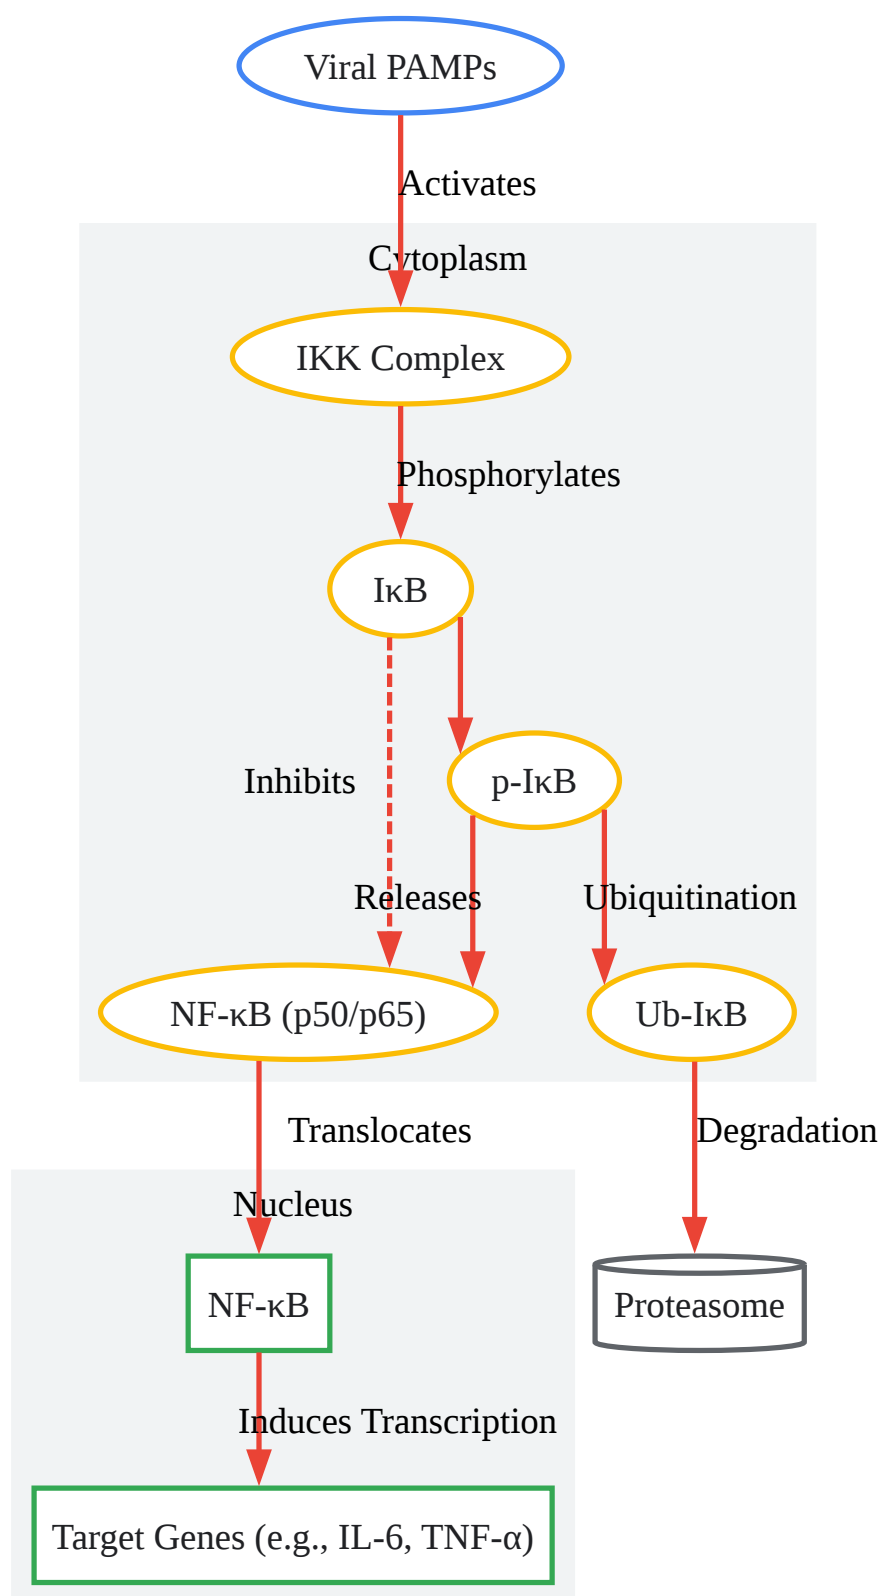 Viral PAMPs
Activates
Cytoplasm
IKK Complex
Phosphorylates
IκB
Inhibits
p-IκB
Releases
Ubiquitination
NF-κB (p50/p65)
Ub-IκB
Translocates
Degradation
Nucleus
NF-κB
Proteasome
Induces Transcription
Target Genes (e.g., IL-6, TNF-α)